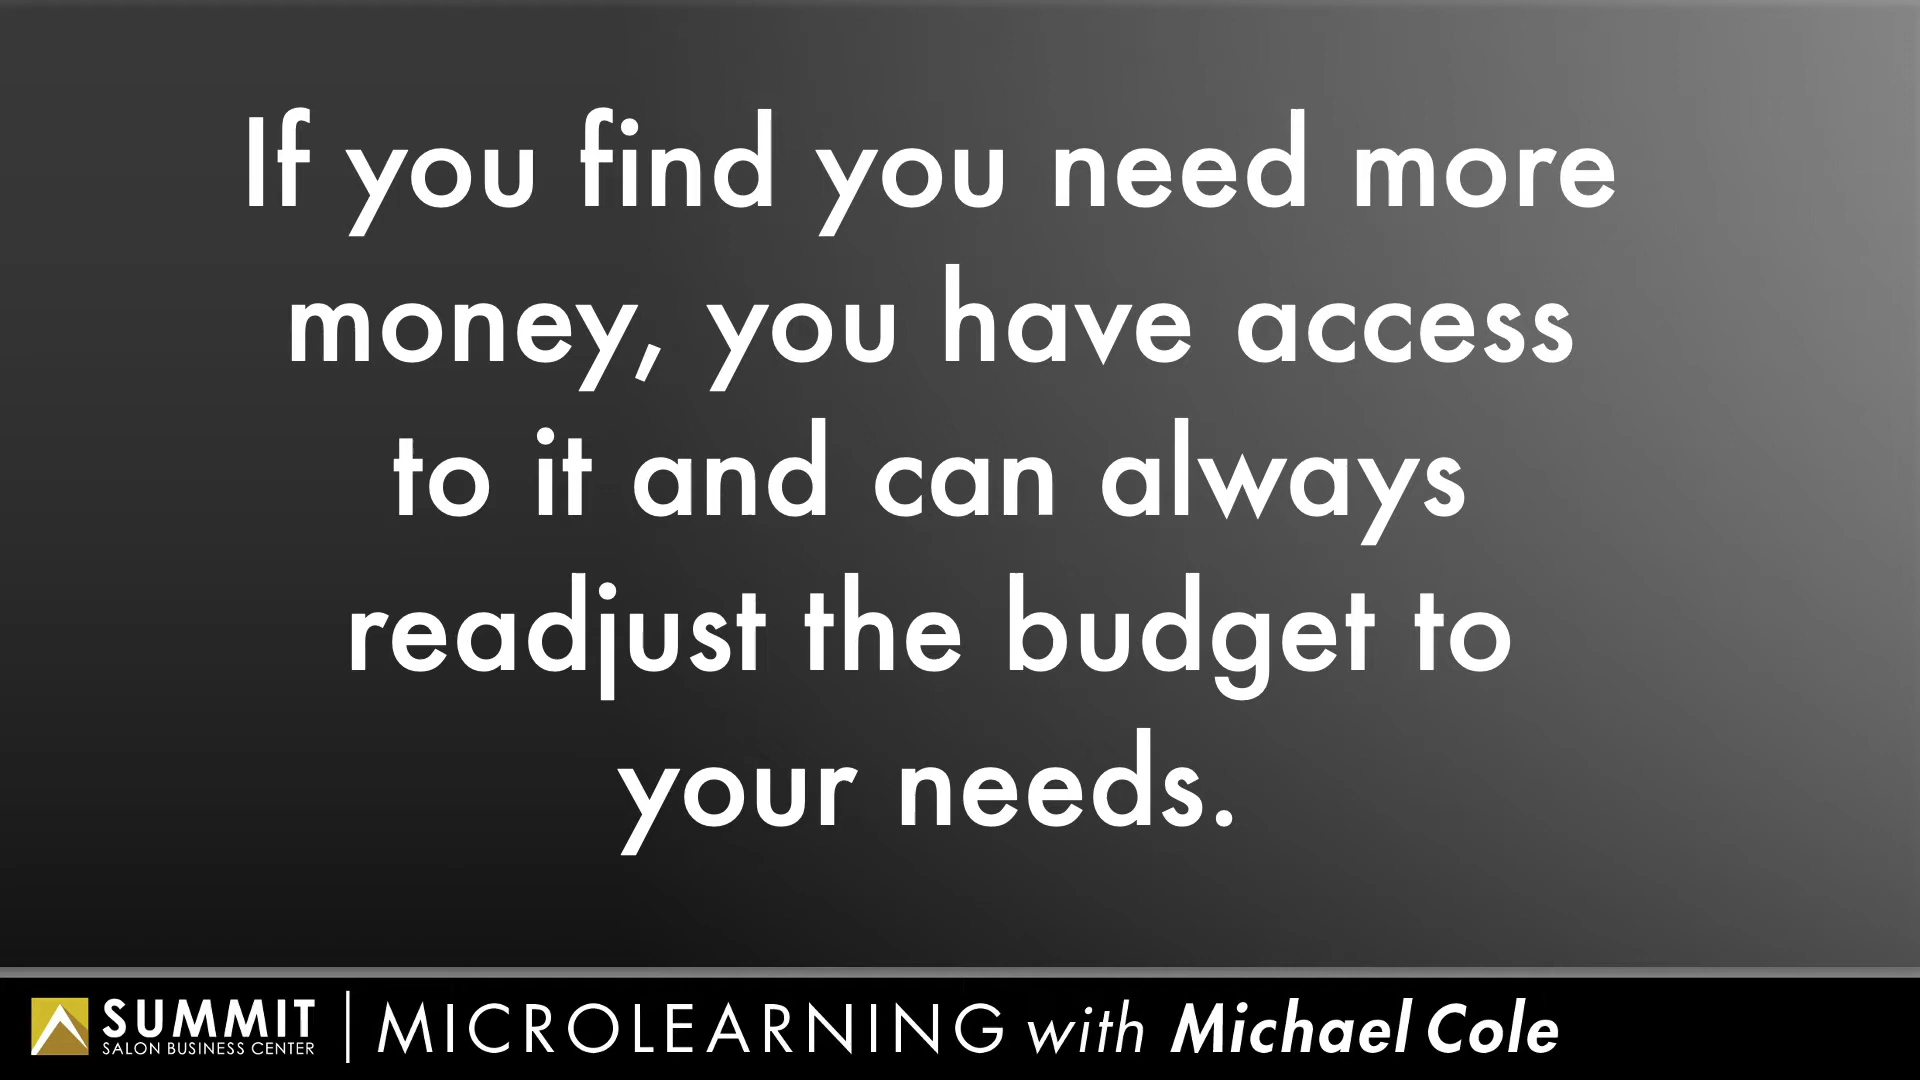 If you find you need more
money, you have access
to it and can always
readjust the budget to
your needs.
SUMMIT
SALON BUSINESS CENTER
MICROLEARNING with Michael Cole